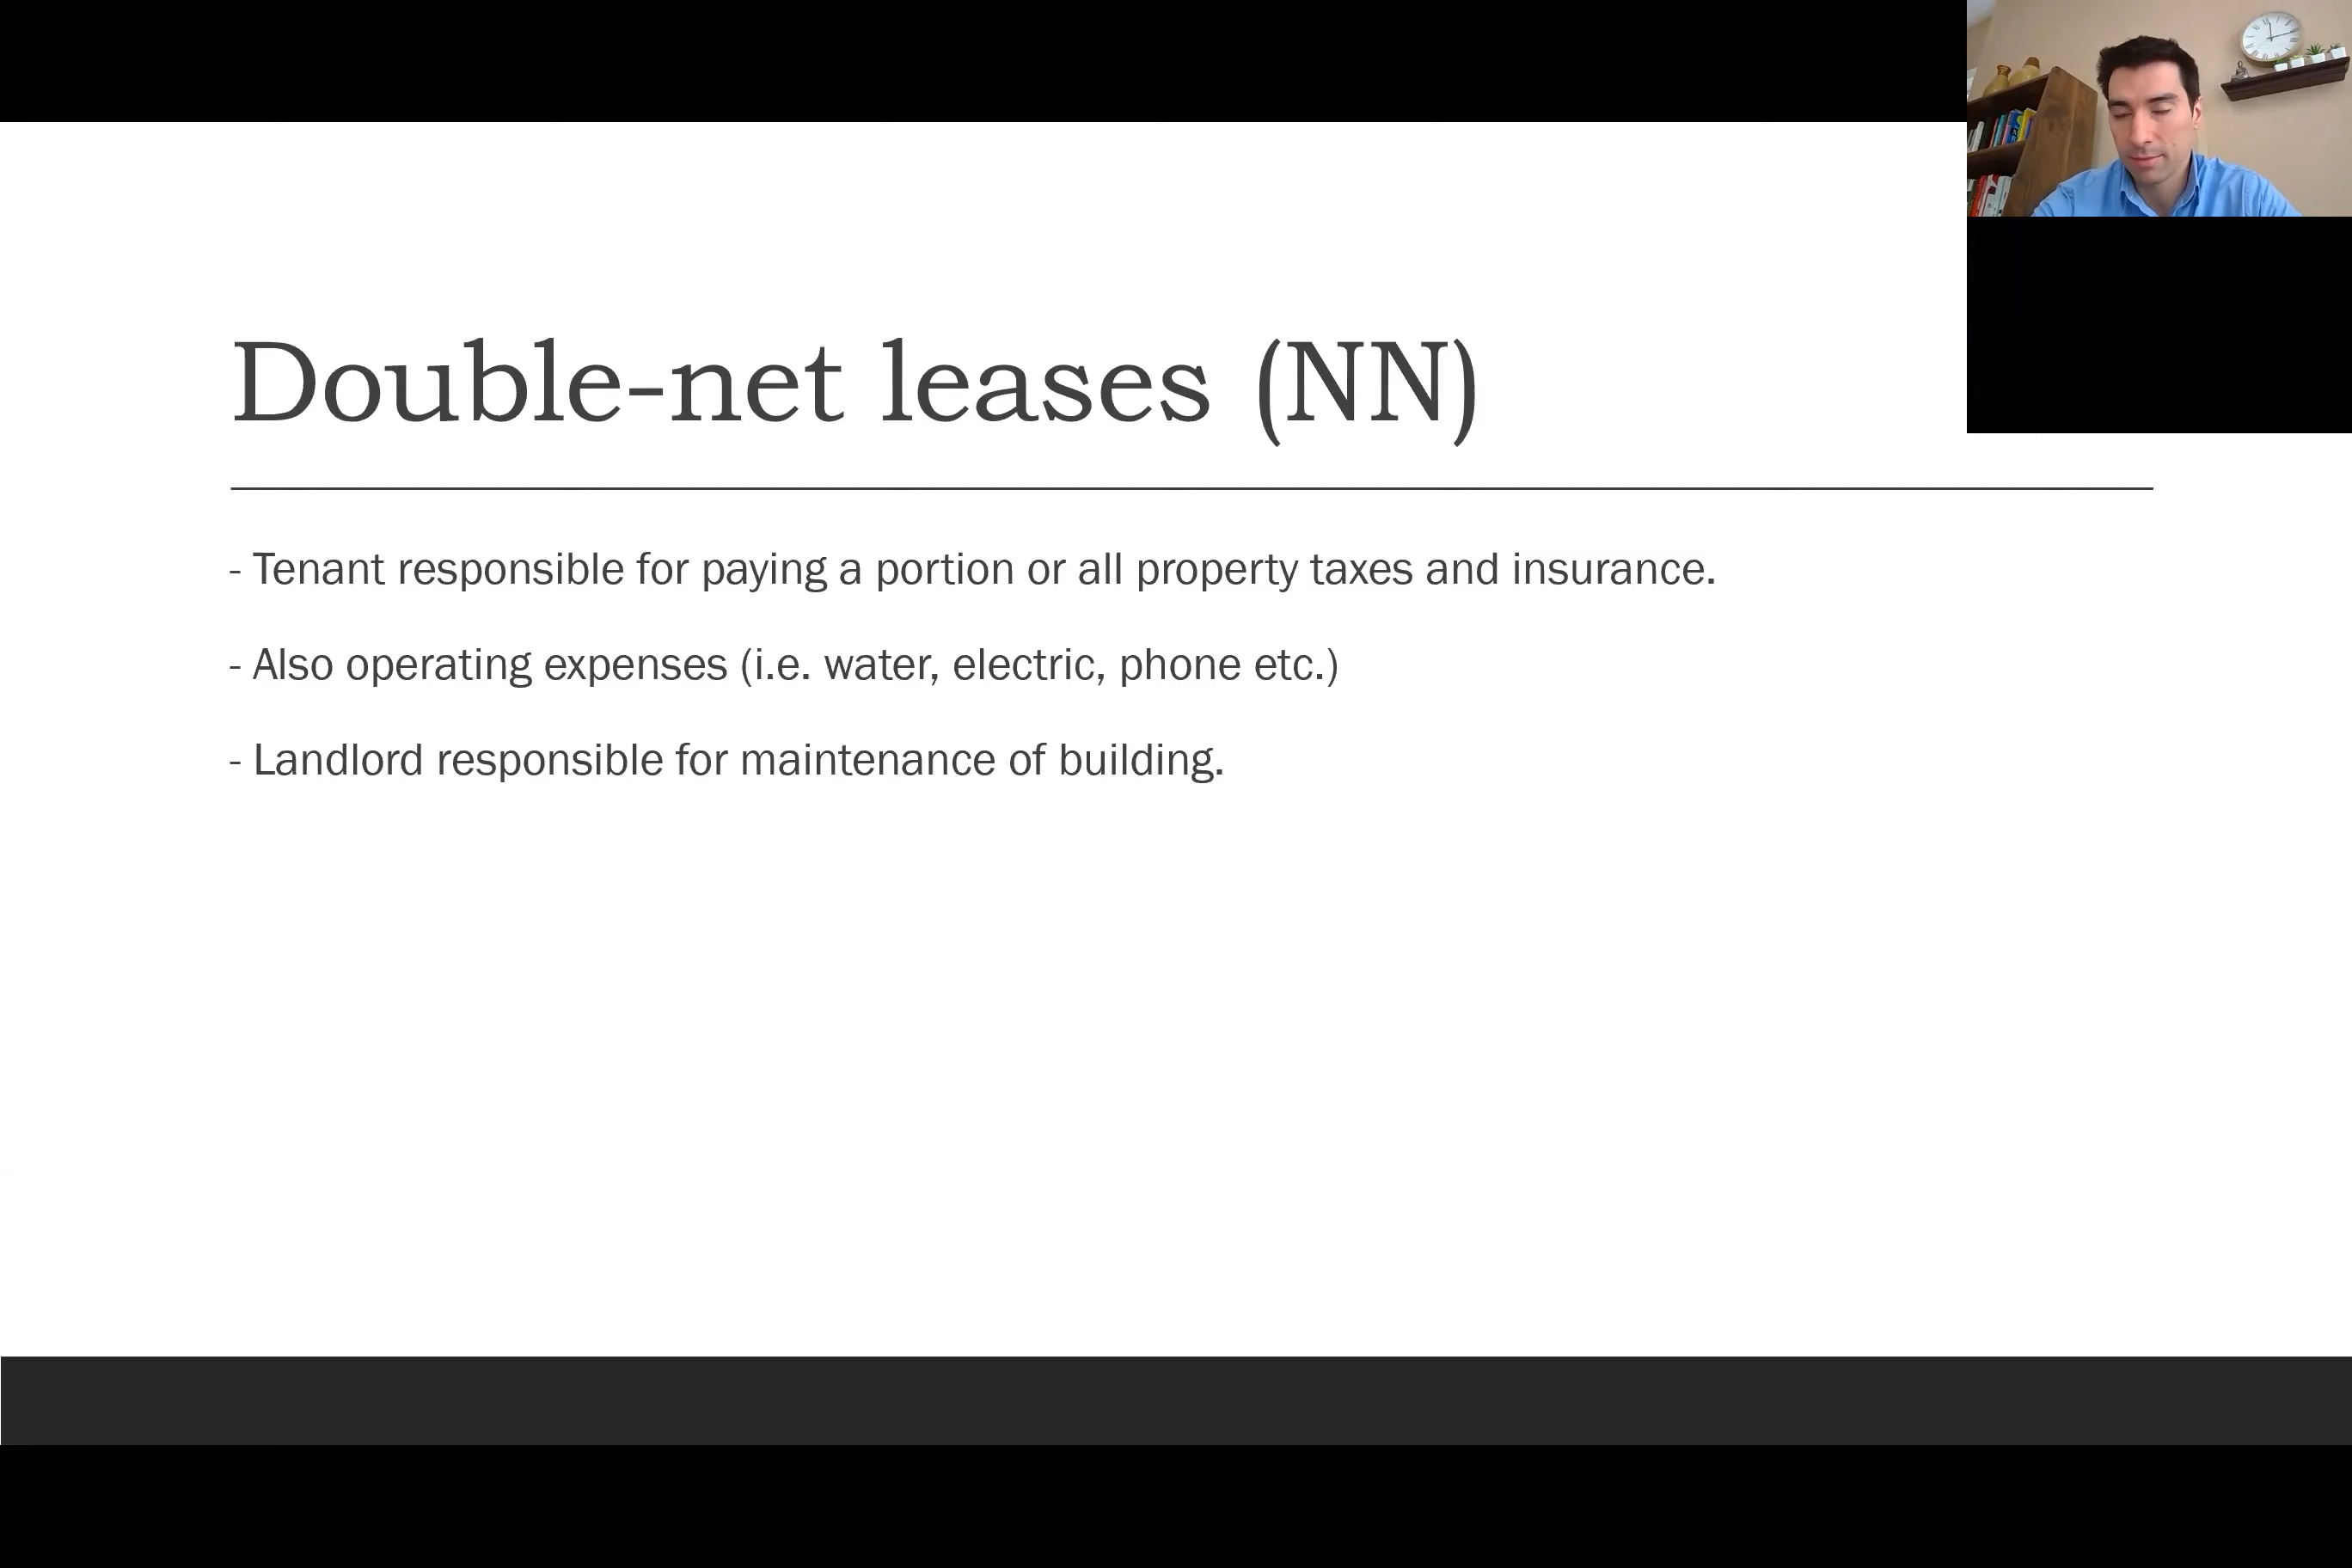 Double-net leases (NN)
- Tenant responsible for paying a portion or all property taxes and insurance.
- Also operating expenses (i.e. water, electric, phone etc.)
- Landlord responsible for maintenance of building.